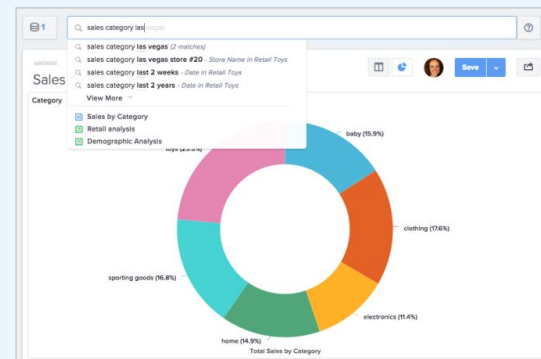 1
sales category las vegas
sales category las vegas (2 matches)
sales category las vegas store #20 - Store Name in Retail Toys
sales category last 2 weeks - Date in Retail Toys
sales category last 2 years - Date in Retail Toys
View More
Sales by Category
Retail analysis
Demographic Analysis
ANSWER
Sales
Save
Category
baby (15.9%)
clothing (17.6%)
electronics (11.4%)
home (14.9%)
sporting goods (16.8%)
Total Sales by Category